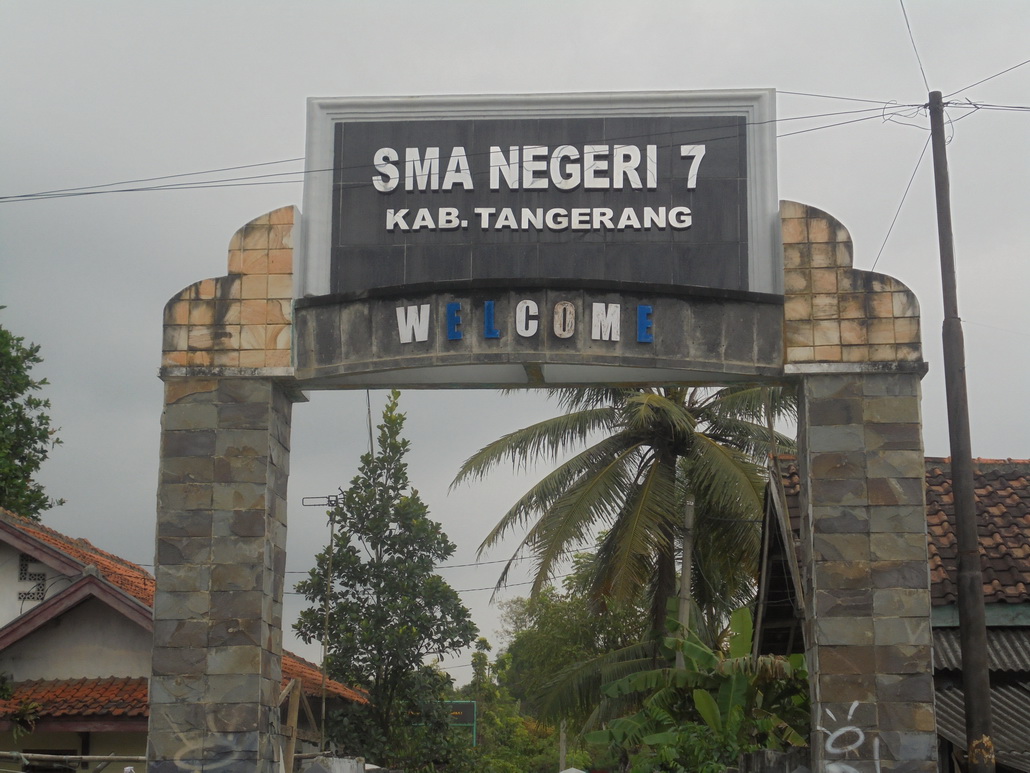 SMA NEGERI 7
KAB. TANGERANG
WELCOME